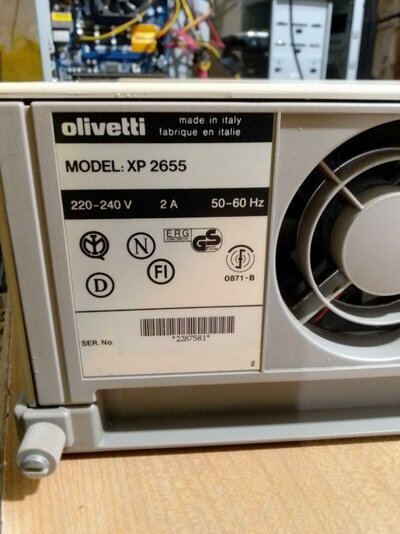 olivetti
made in italy
fabriqué en italie
MODEL: XP 2655
220-240 V 2 A 50-60 Hz
N
ERG
GS
D
FI
0871-B
SER. No.
*2287581*